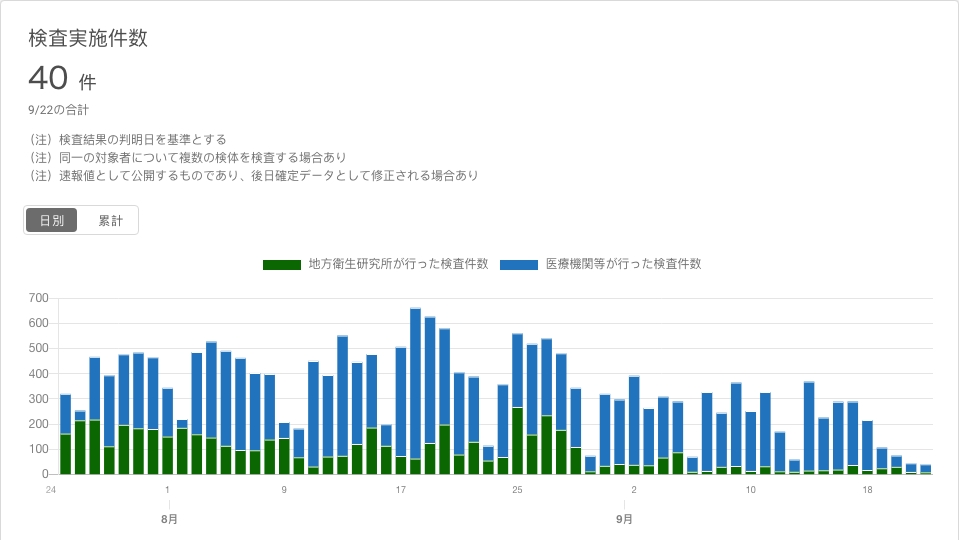 検査実施件数
40 件
9/22の合計
（注）検査結果の判明日を基準とする
（注）同一の対象者について複数の検体を検査する場合あり
（注）速報値として公開するものであり、後日確定データとして修正される場合あり
日別 累計
地方衛生研究所が行った検査件数 医療機関等が行った検査件数
700
600
500
400
300
200
100
0
24 1 9 17 25 2 10 18
8月 9月